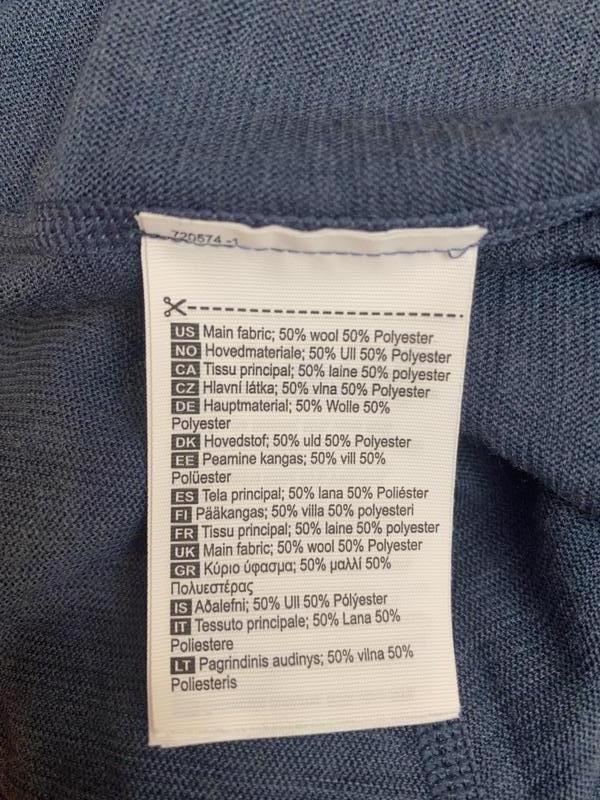 720574 -1
US Main fabric; 50% wool 50% Polyester
NO Hovedmateriale; 50% Ull 50% Polyester
CA Tissu principal; 50% laine 50% polyester
CZ Hlavní látka; 50% vlna 50% Polyester
DE Hauptmaterial; 50% Wolle 50%
Polyester
DK Hovedstof; 50% uld 50% Polyester
EE Peamine kangas; 50% vill 50%
Polüester
ES Tela principal; 50% lana 50% Poliéster
FI Pääkangas; 50% villa 50% polyesteri
FR Tissu principal; 50% laine 50% polyester
UK Main fabric; 50% wool 50% Polyester
GR Κύριο ύφασμα; 50% μαλλί 50%
Πολυεστέρας
IS Aðalefni; 50% Ull 50% Pólýester
IT Tessuto principale; 50% Lana 50%
Poliestere
LT Pagrindinis audinys; 50% vilna 50%
Poliesteris